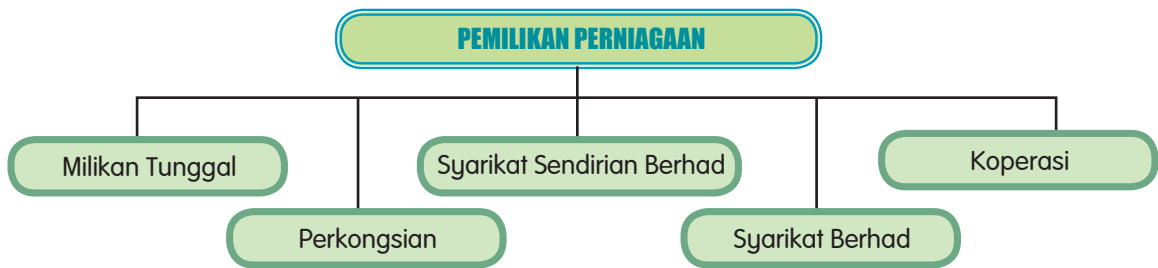 PEMILIKAN PERNIAGAAN
Milikan Tunggal
Perkongsian
Syarikat Sendirian Berhad
Syarikat Berhad
Koperasi